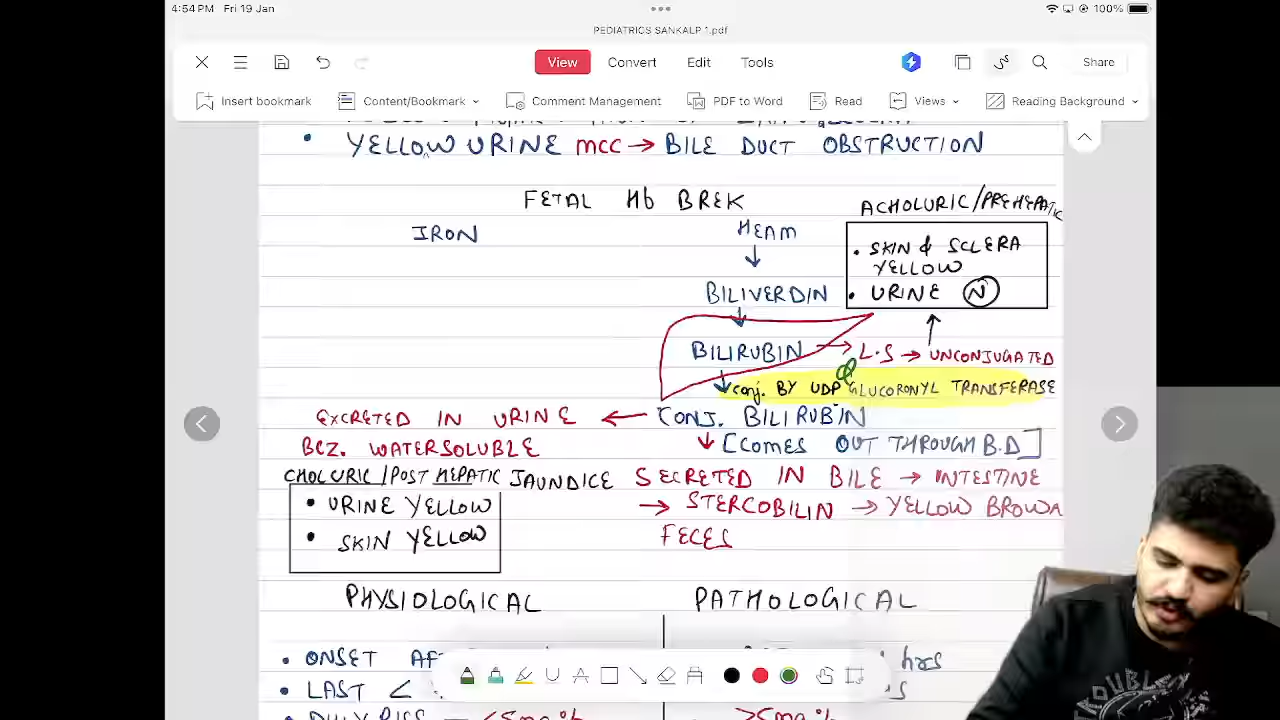 4:54 PM Fri 19 Jan
100%
PEDIATRICS SANKALP 1.pdf
View Convert Edit Tools Share
Insert bookmark Content/Bookmark Comment Management PDF to Word Read Views Reading Background
• YELLOW URINE MCC → BILE DUCT OBSTRUCTION
FETAL Hb BREK
ACHOLURIC/PREHEPATIC
IRON
HEAM
↓
• SKIN & SCLERA
YELLOW
• URINE N
BILIVERDIN
↓
BILIRUBIN → L.S → UNCONJUGATED
↓ conj. BY UDP GLUCORONYL TRANSFERASE
EXCRETED IN URINE ← CONJ. BILIRUBIN
BCZ. WATERSOLUBLE
↓ [COMES OUT THROUGH B.D]
CHOLURIC/POST HEPATIC JAUNDICE
SECRETED IN BILE → INTESTINE
• URINE YELLOW
• SKIN YELLOW
→ STERCOBILIN → YELLOW BROWN
FECES
PHYSIOLOGICAL PATHOLOGICAL
• ONSET hrs
• LAST <